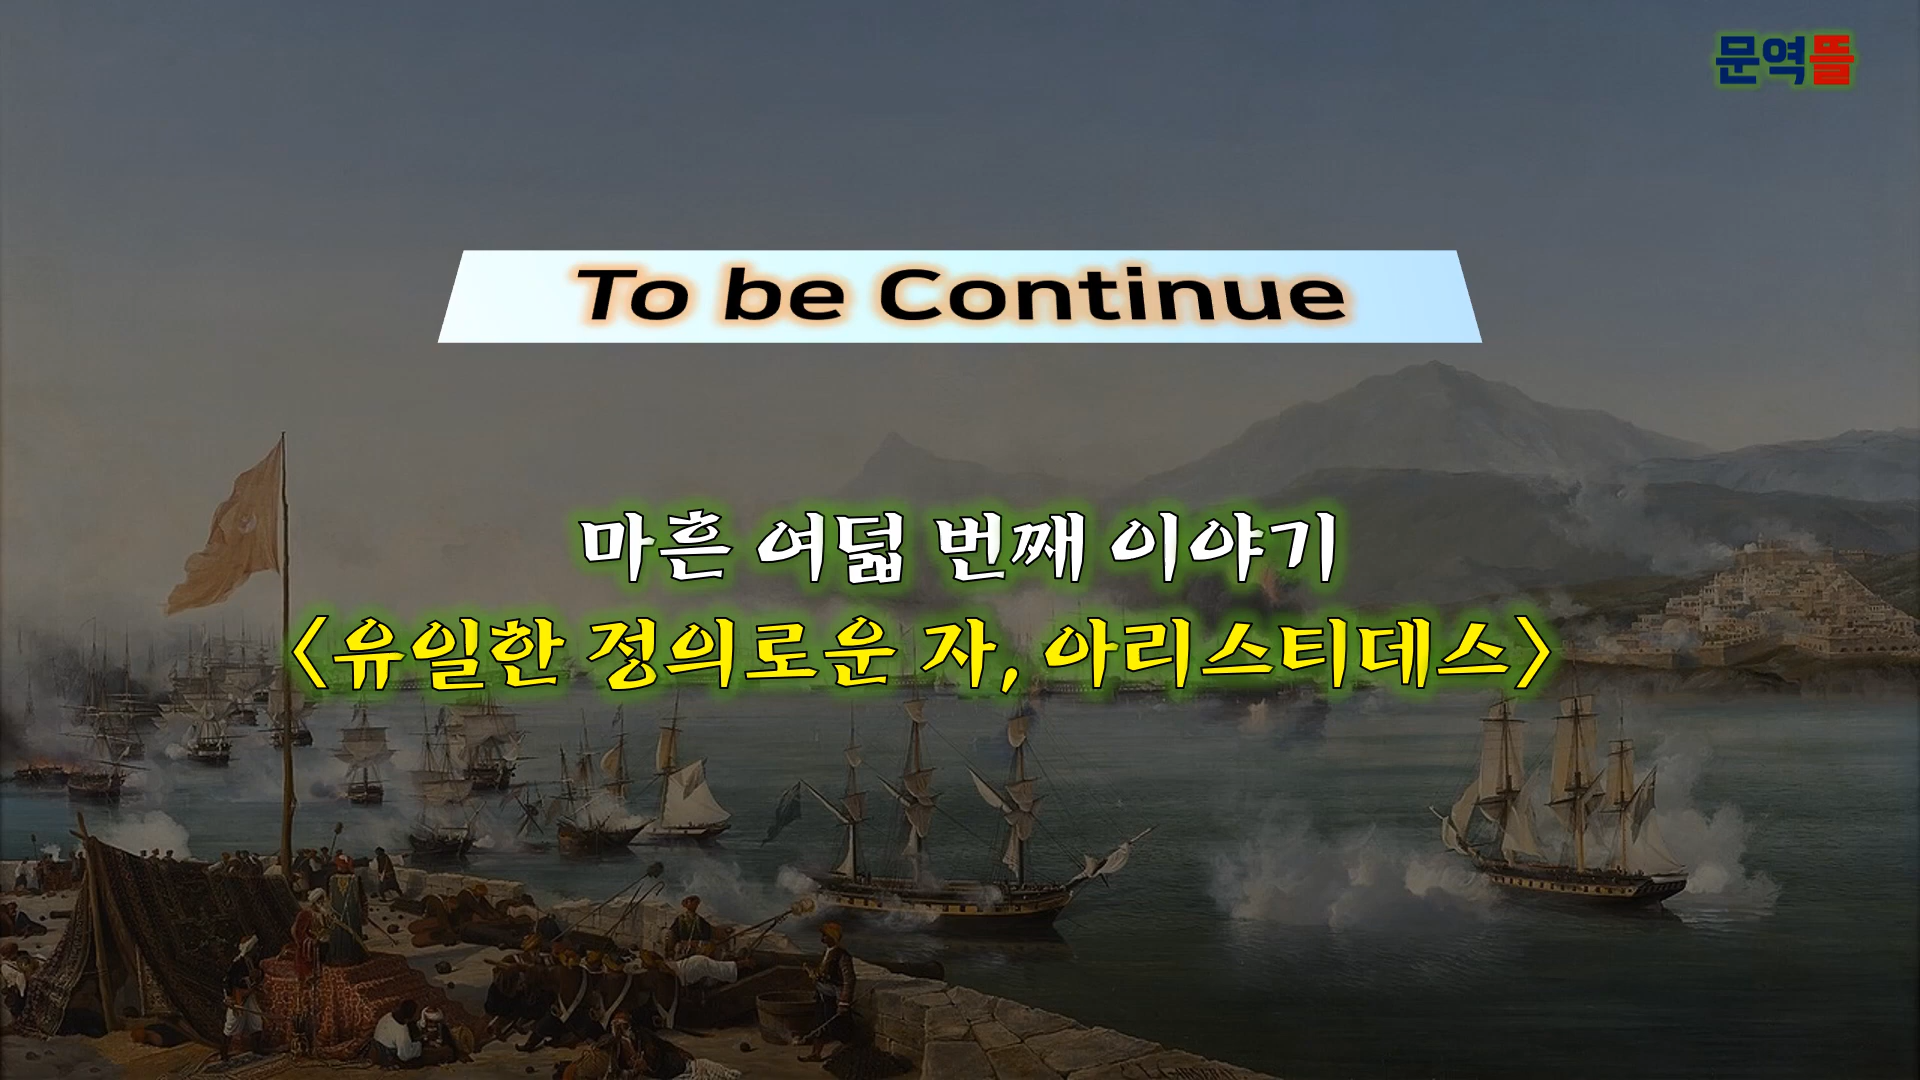 문역뜰
To be Continue
마흔 여덟 번째 이야기
<유일한 정의로운 자, 아리스티데스>